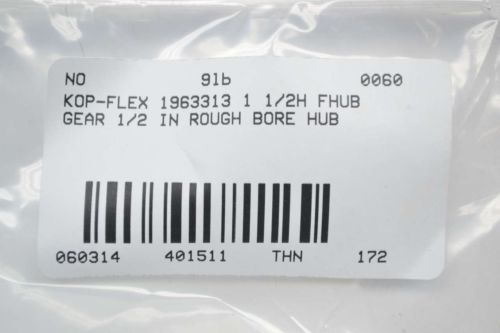 NO 9lb 0060
KOP-FLEX 1963313 1 1/2H FHUB
GEAR 1/2 IN ROUGH BORE HUB
060314 401511 THN 172